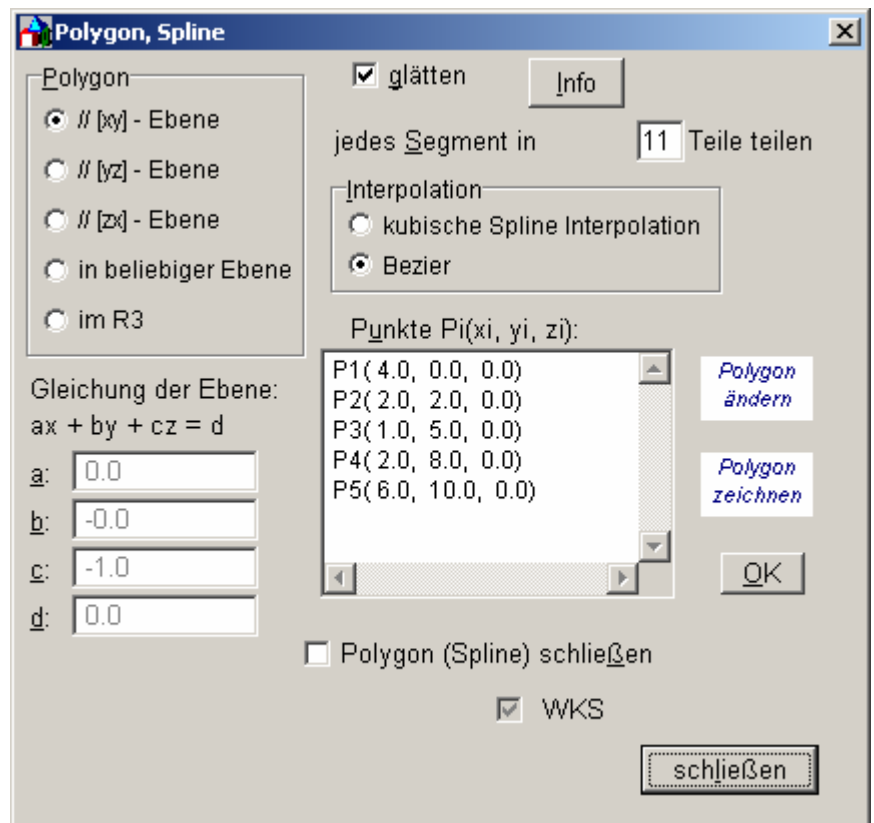 Polygon, Spline
Polygon
// [xy] - Ebene
// [yz] - Ebene
// [zx] - Ebene
in beliebiger Ebene
im R3
Gleichung der Ebene:
ax + by + cz = d
a: 0.0
b: -0.0
c: -1.0
d: 0.0
glätten
Info
jedes Segment in 11 Teile teilen
Interpolation
kubische Spline Interpolation
Bezier
Punkte Pi(xi, yi, zi):
P1( 4.0, 0.0, 0.0)
P2( 2.0, 2.0, 0.0)
P3( 1.0, 5.0, 0.0)
P4( 2.0, 8.0, 0.0)
P5( 6.0, 10.0, 0.0)
Polygon
ändern
Polygon
zeichnen
OK
Polygon (Spline) schließen
WKS
schließen